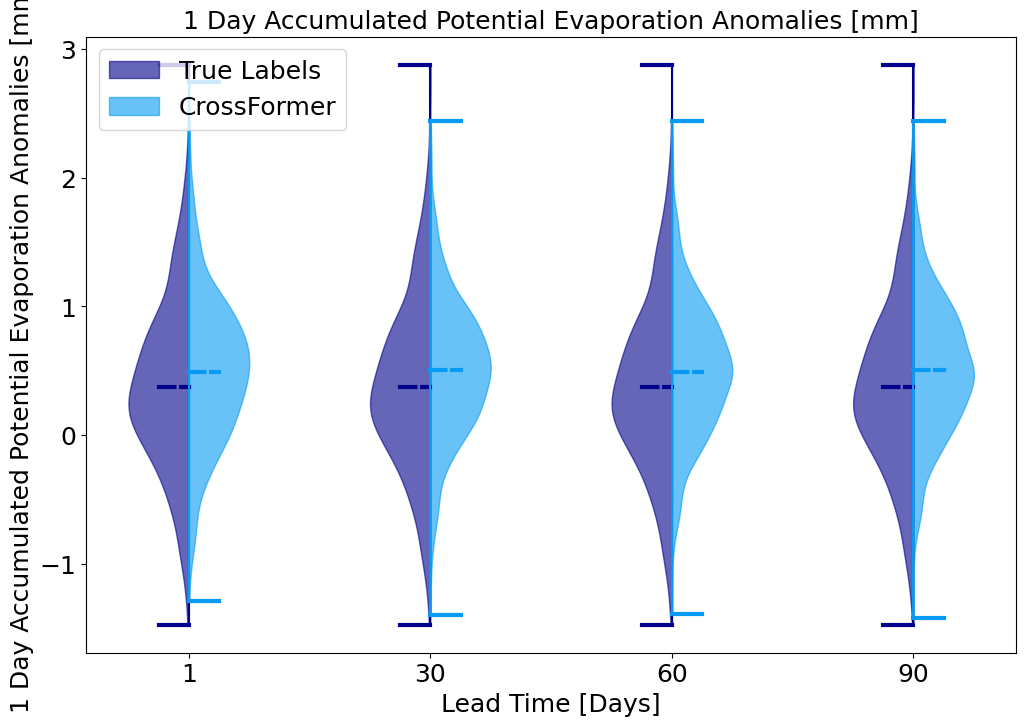 1 Day Accumulated Potential Evaporation Anomalies [mm]
1 Day Accumulated Potential Evaporation Anomalies [mm
3
2
1
0
−1
True Labels
CrossFormer
1
30
60
90
Lead Time [Days]